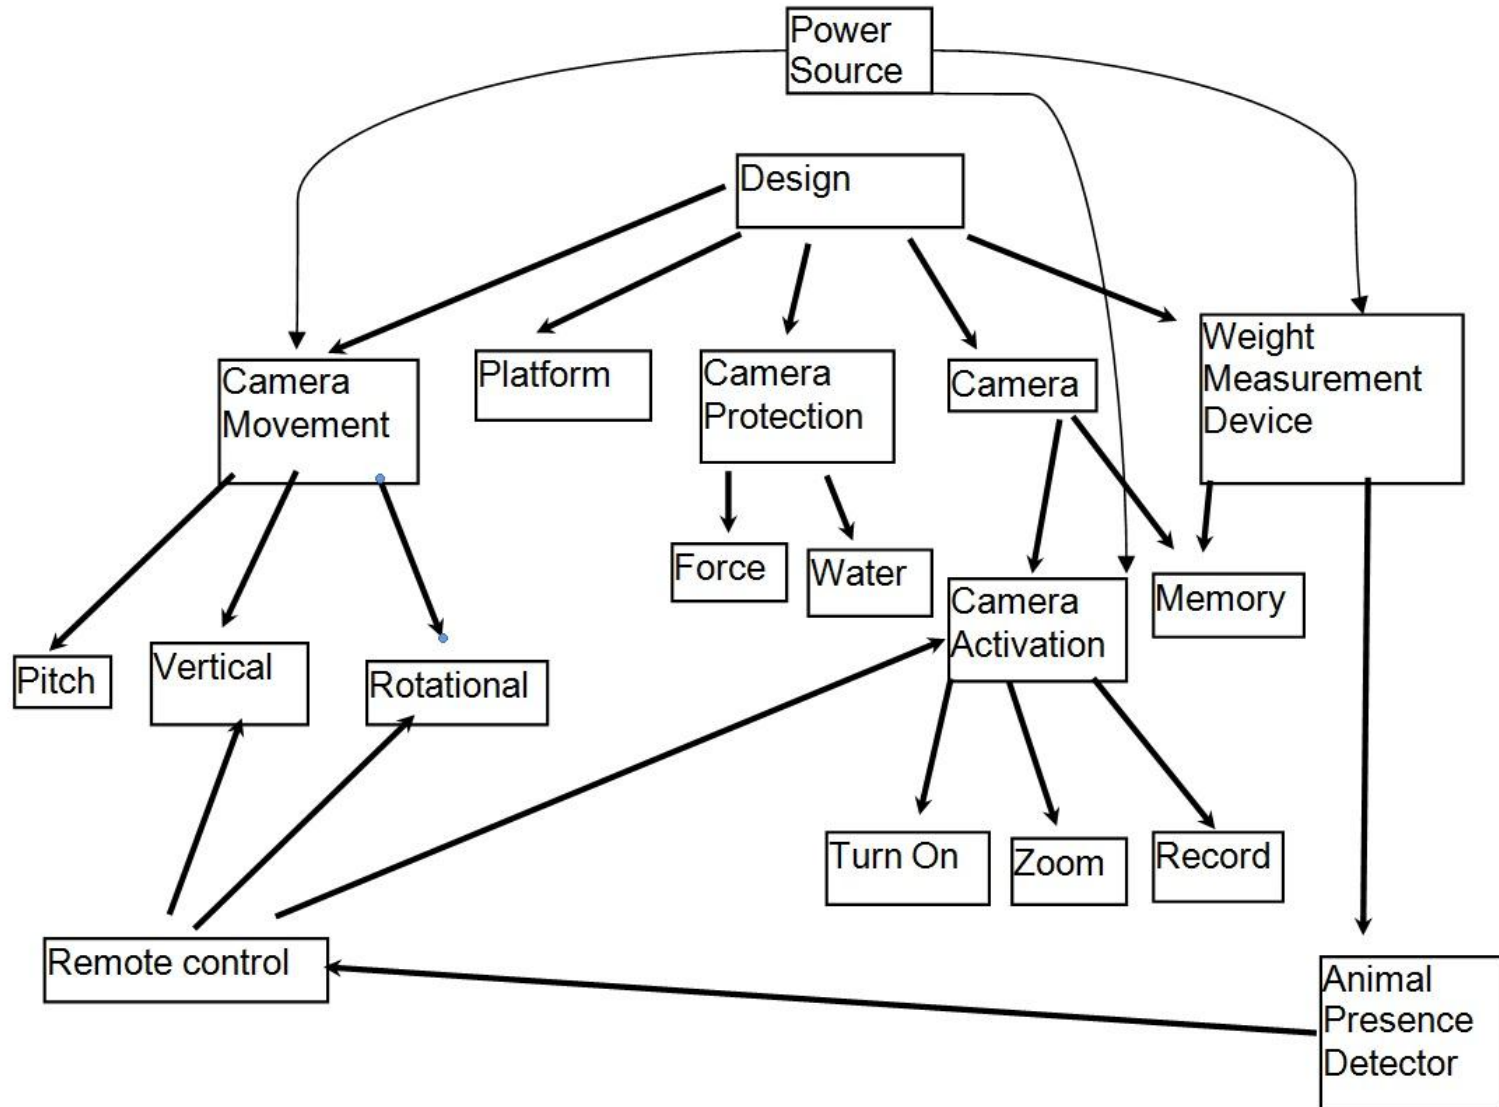 Power
Source
Design
Camera
Movement
Platform
Camera
Protection
Camera
Weight
Measurement
Device
Force
Water
Camera
Activation
Memory
Pitch
Vertical
Rotational
Turn On
Zoom
Record
Remote control
Animal
Presence
Detector